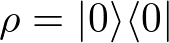 ρ = |0⟩⟨0|